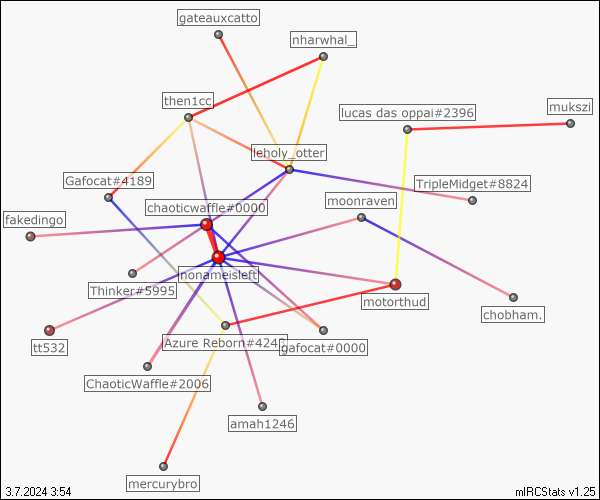 gateauxcatto
nharwhal_
then1cc
mukszi
lucas das oppai#2396
leholy_otter
Gafocat#4189
TripleMidget#8824
moonraven
chaoticwaffle#0000
fakedingo
nonameisleft
Thinker#5995
motorthud
chobham.
tt532
Azure Reborn#424
gafocat#0000
ChaoticWaffle#2006
amah1246
mercurybro
3.7.2024 3:54
mIRCStats v1.25